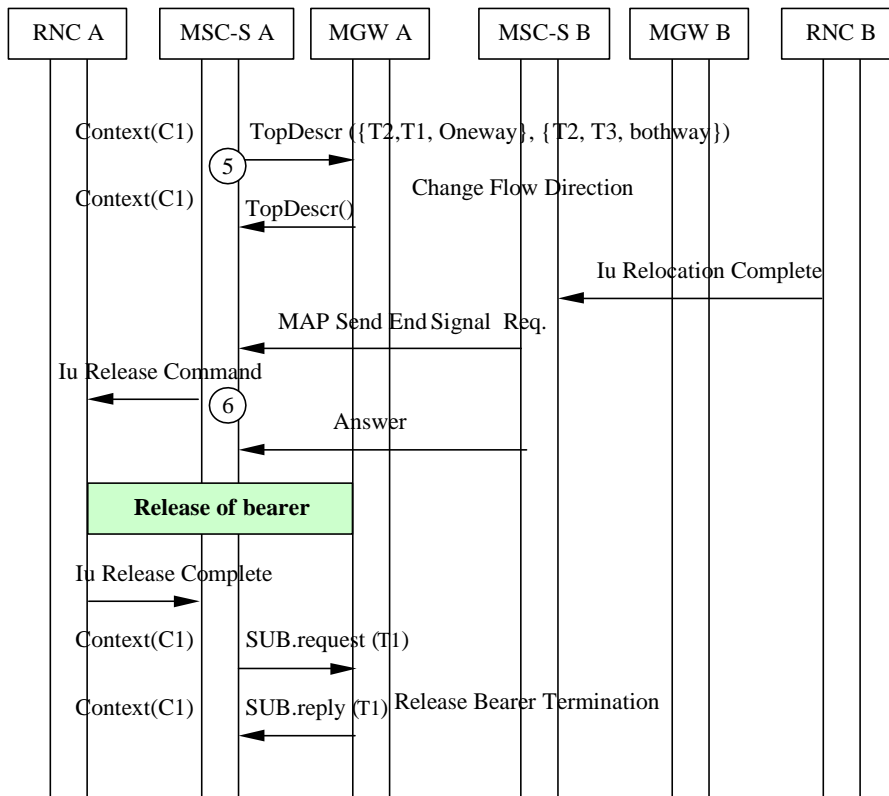 RNC A MSC-S A MGW A MSC-S B MGW B RNC B
Context(C1) TopDescr ({T2,T1, Oneway}, {T2, T3, bothway})
5
Context(C1) Change Flow Direction
TopDescr()
Iu Relocation Complete
MAP Send End Signal Req.
Iu Release Command
6
Answer
Release of bearer
Iu Release Complete
Context(C1) SUB.request (T1)
Context(C1) SUB.reply (T1) Release Bearer Termination